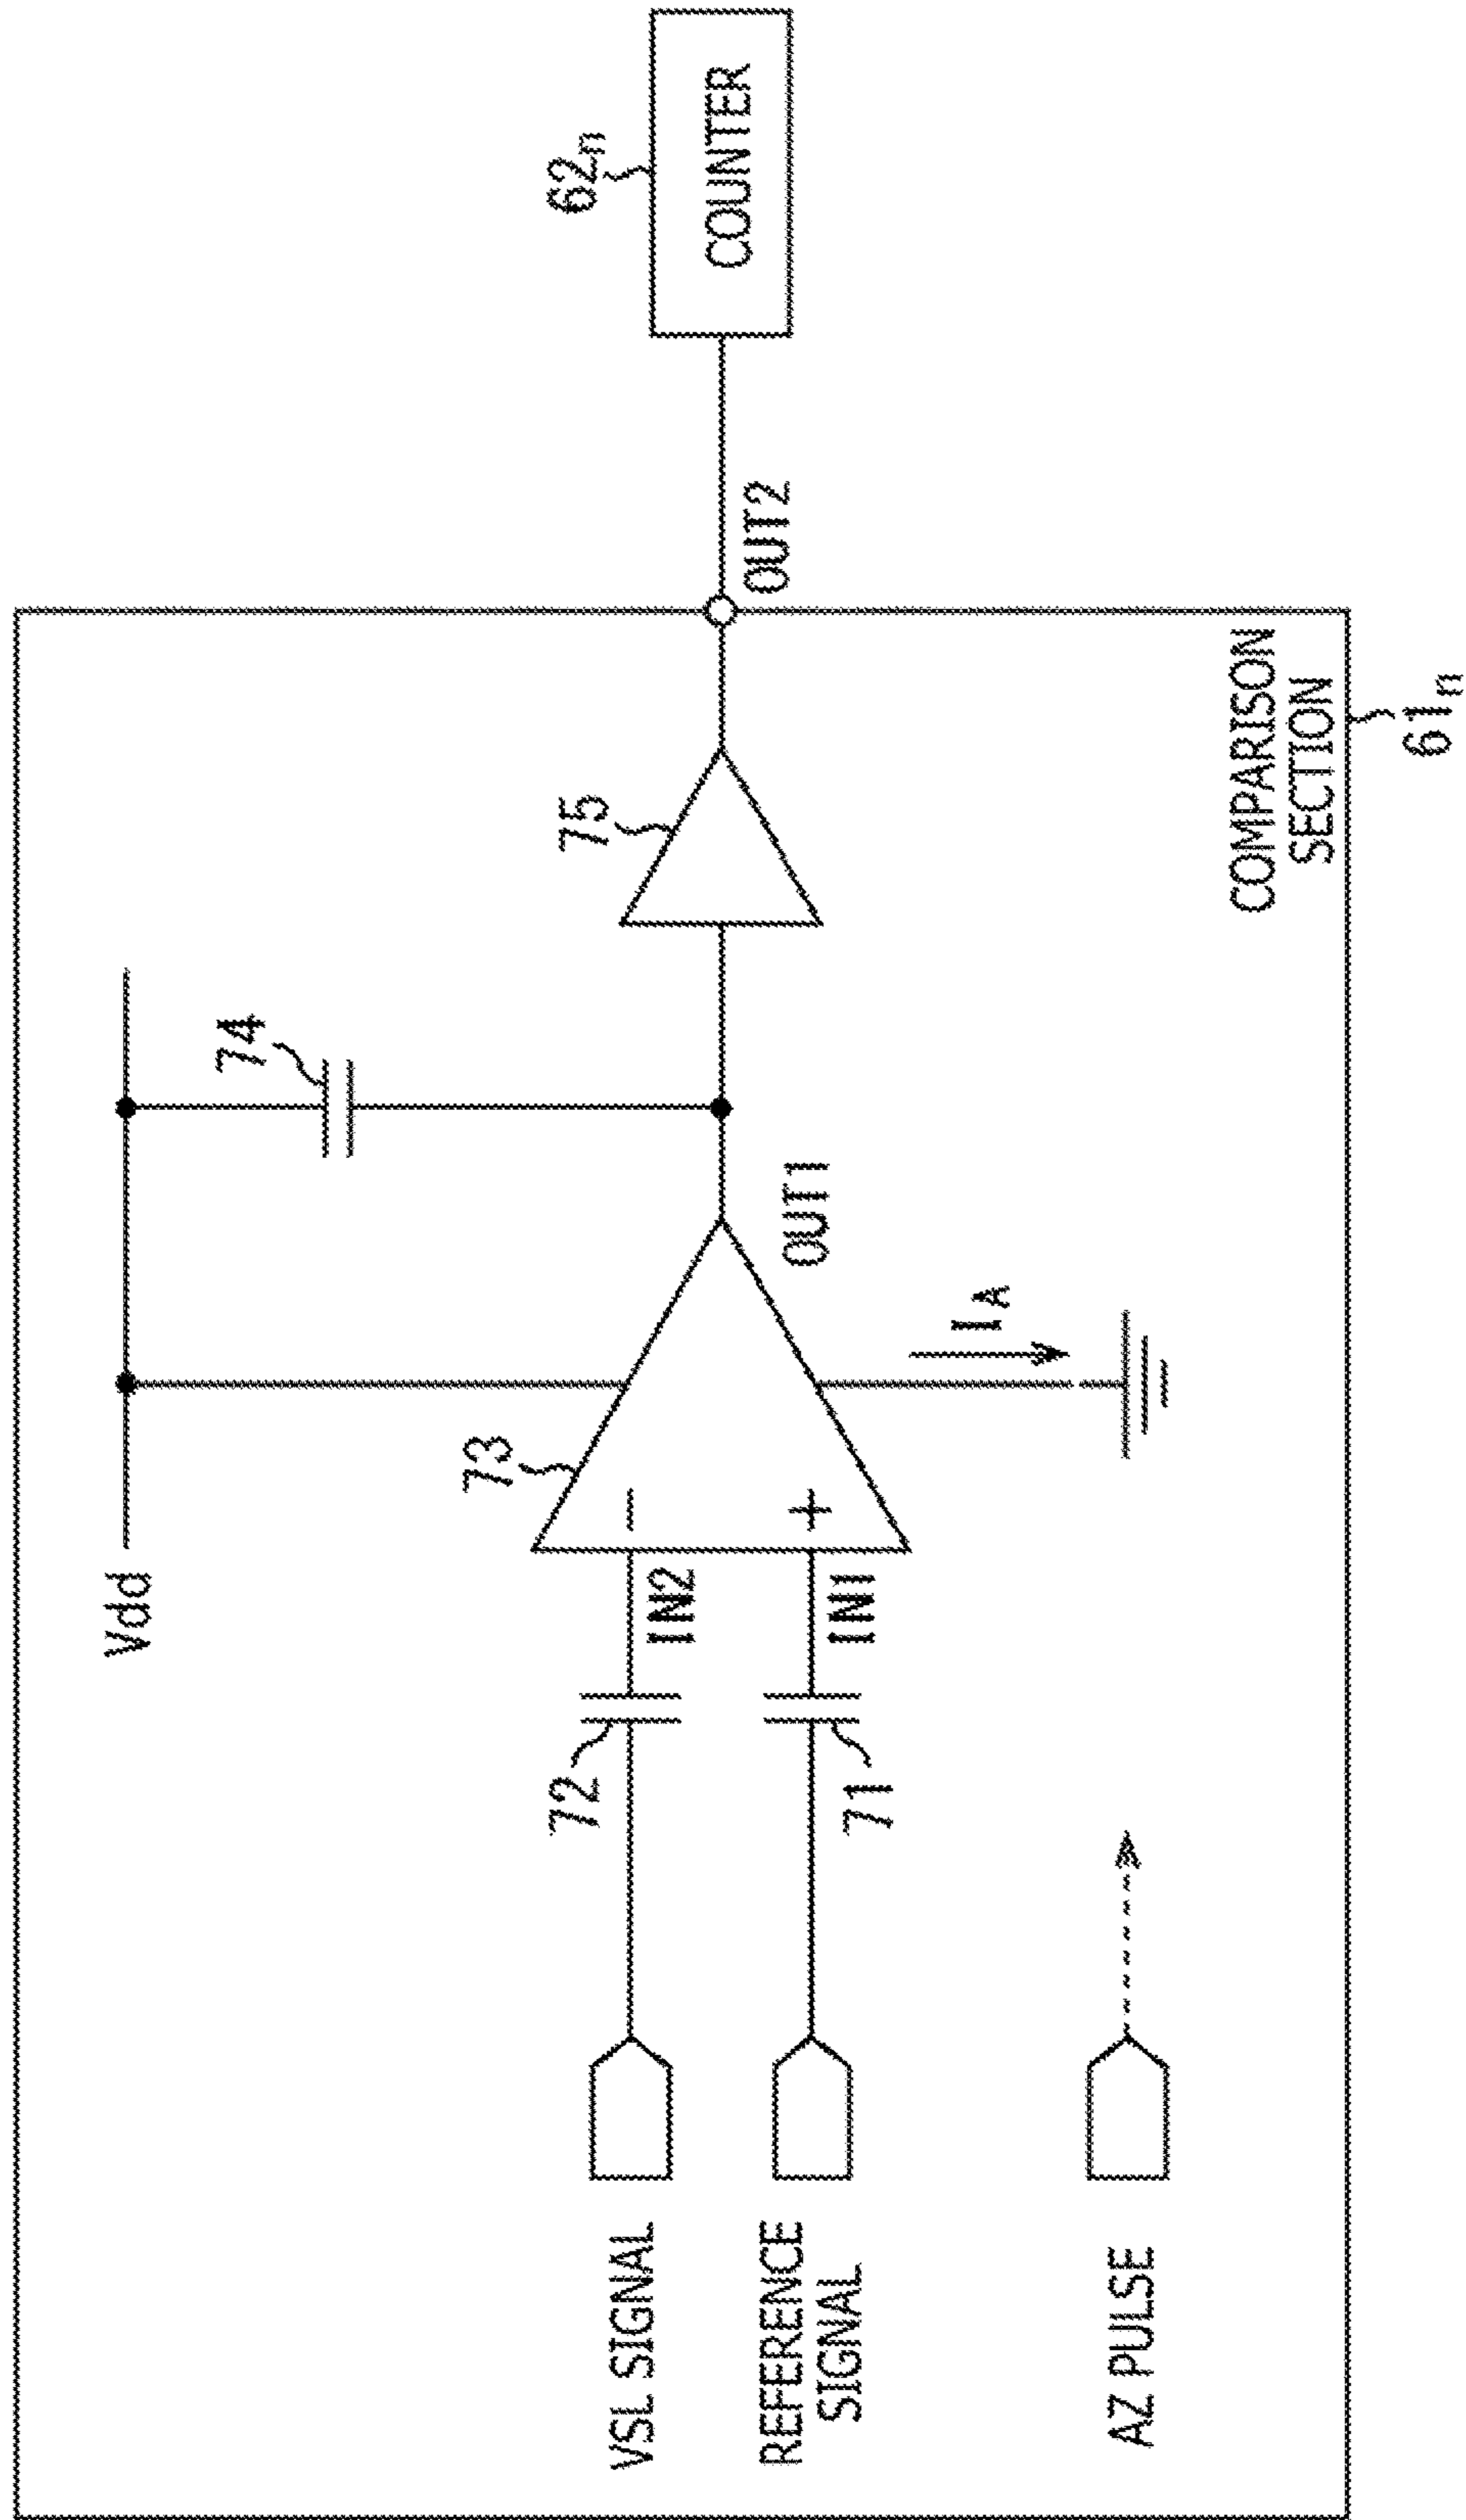 Vdd
74
73
75
62n
COUNTER
VSL SIGNAL
72
IN2
OUT1
OUT2
REFERENCE
SIGNAL
71
IN1
−
+
IA
AZ PULSE
COMPARISON
SECTION
61n